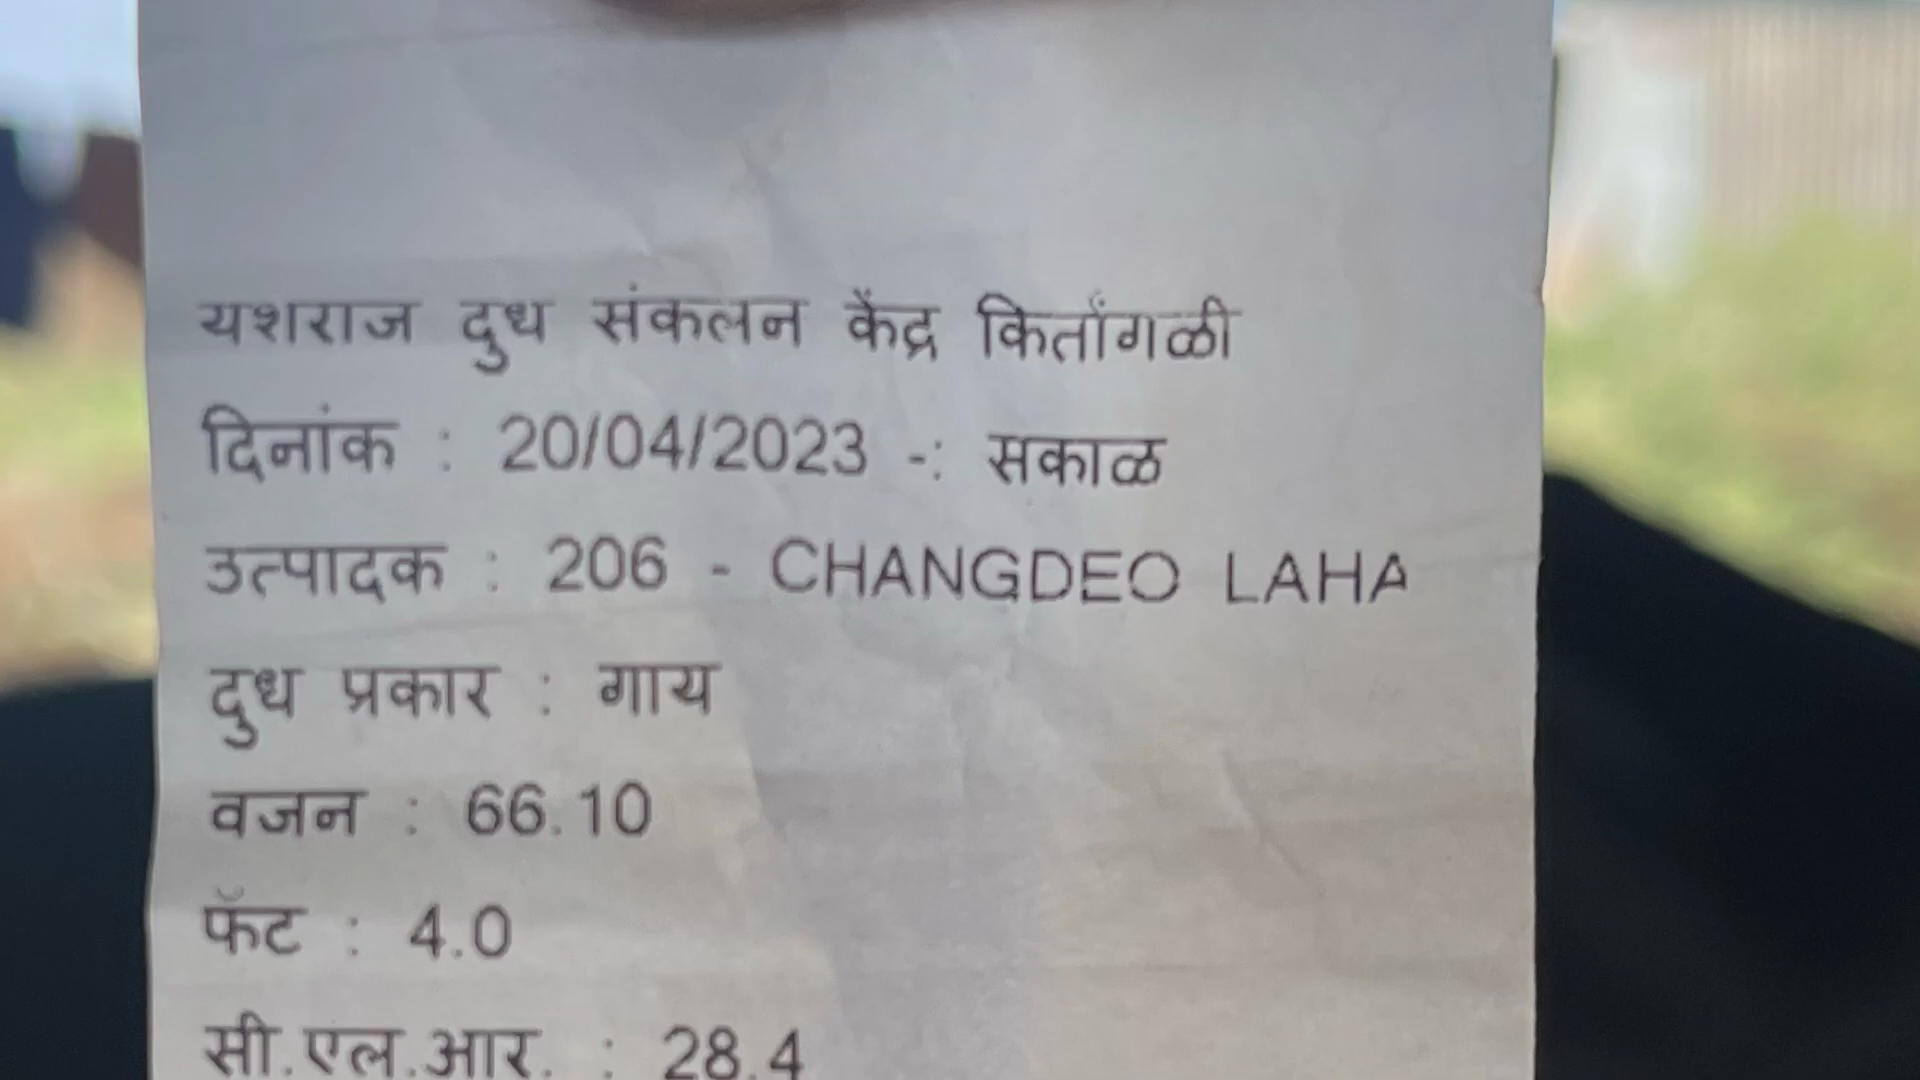 यशराज दुध संकलन केंद्र किर्तांगळी
दिनांक : 20/04/2023 -: सकाळ
उत्पादक : 206 - CHANGDEO LAHA
दुध प्रकार : गाय
वजन : 66.10
फॅट : 4.0
सी.एल.आर. : 28.4